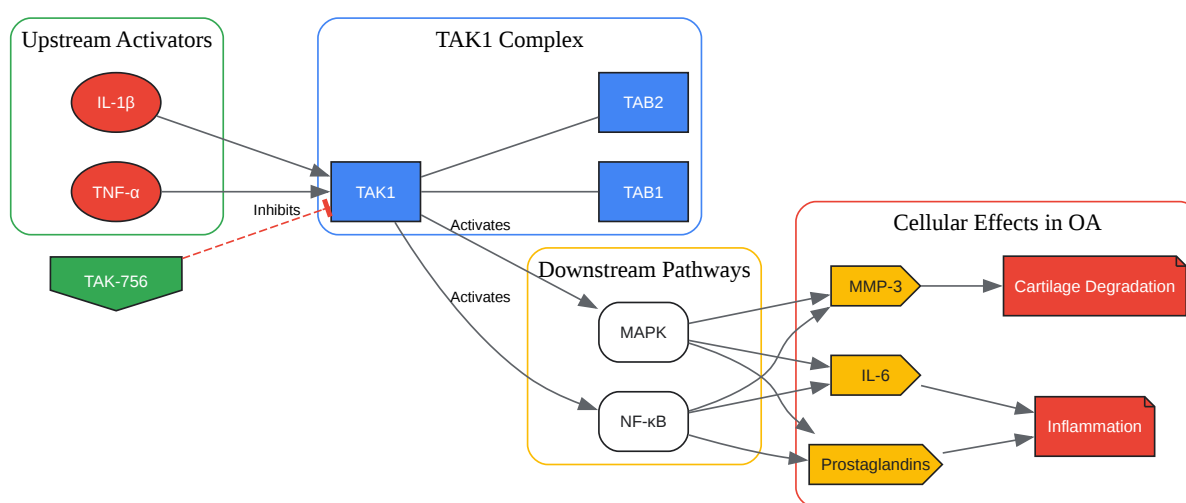 Upstream Activators
IL-1β
TNF-α
TAK-756
Inhibits
TAK1 Complex
TAB2
TAK1
TAB1
Activates
Activates
Downstream Pathways
MAPK
NF-κB
Cellular Effects in OA
MMP-3
Cartilage Degradation
IL-6
Inflammation
Prostaglandins